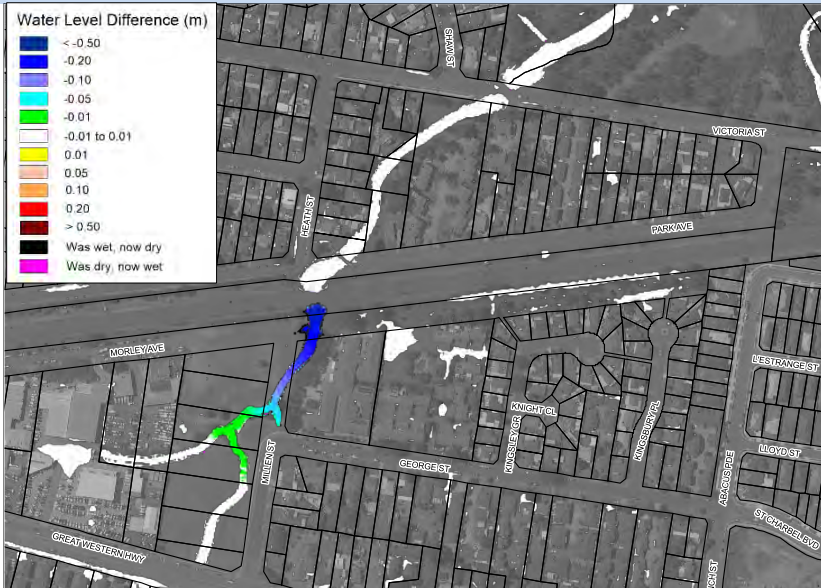 Water Level Difference (m)
< -0.50
-0.20
-0.10
-0.05
-0.01
-0.01 to 0.01
0.01
0.05
0.10
0.20
> 0.50
Was wet, now dry
Was dry, now wet
SHAW ST
VICTORIA ST
HEATH ST
PARK AVE
MORLEY AVE
L'ESTRANGE ST
KNIGHT CL
KINGSLEY GR
KINGSBURY PL
MILLEN ST
GEORGE ST
ABACUS PDE
LLOYD ST
ST CHARBEL BVD
GREAT WESTERN HWY
CH ST